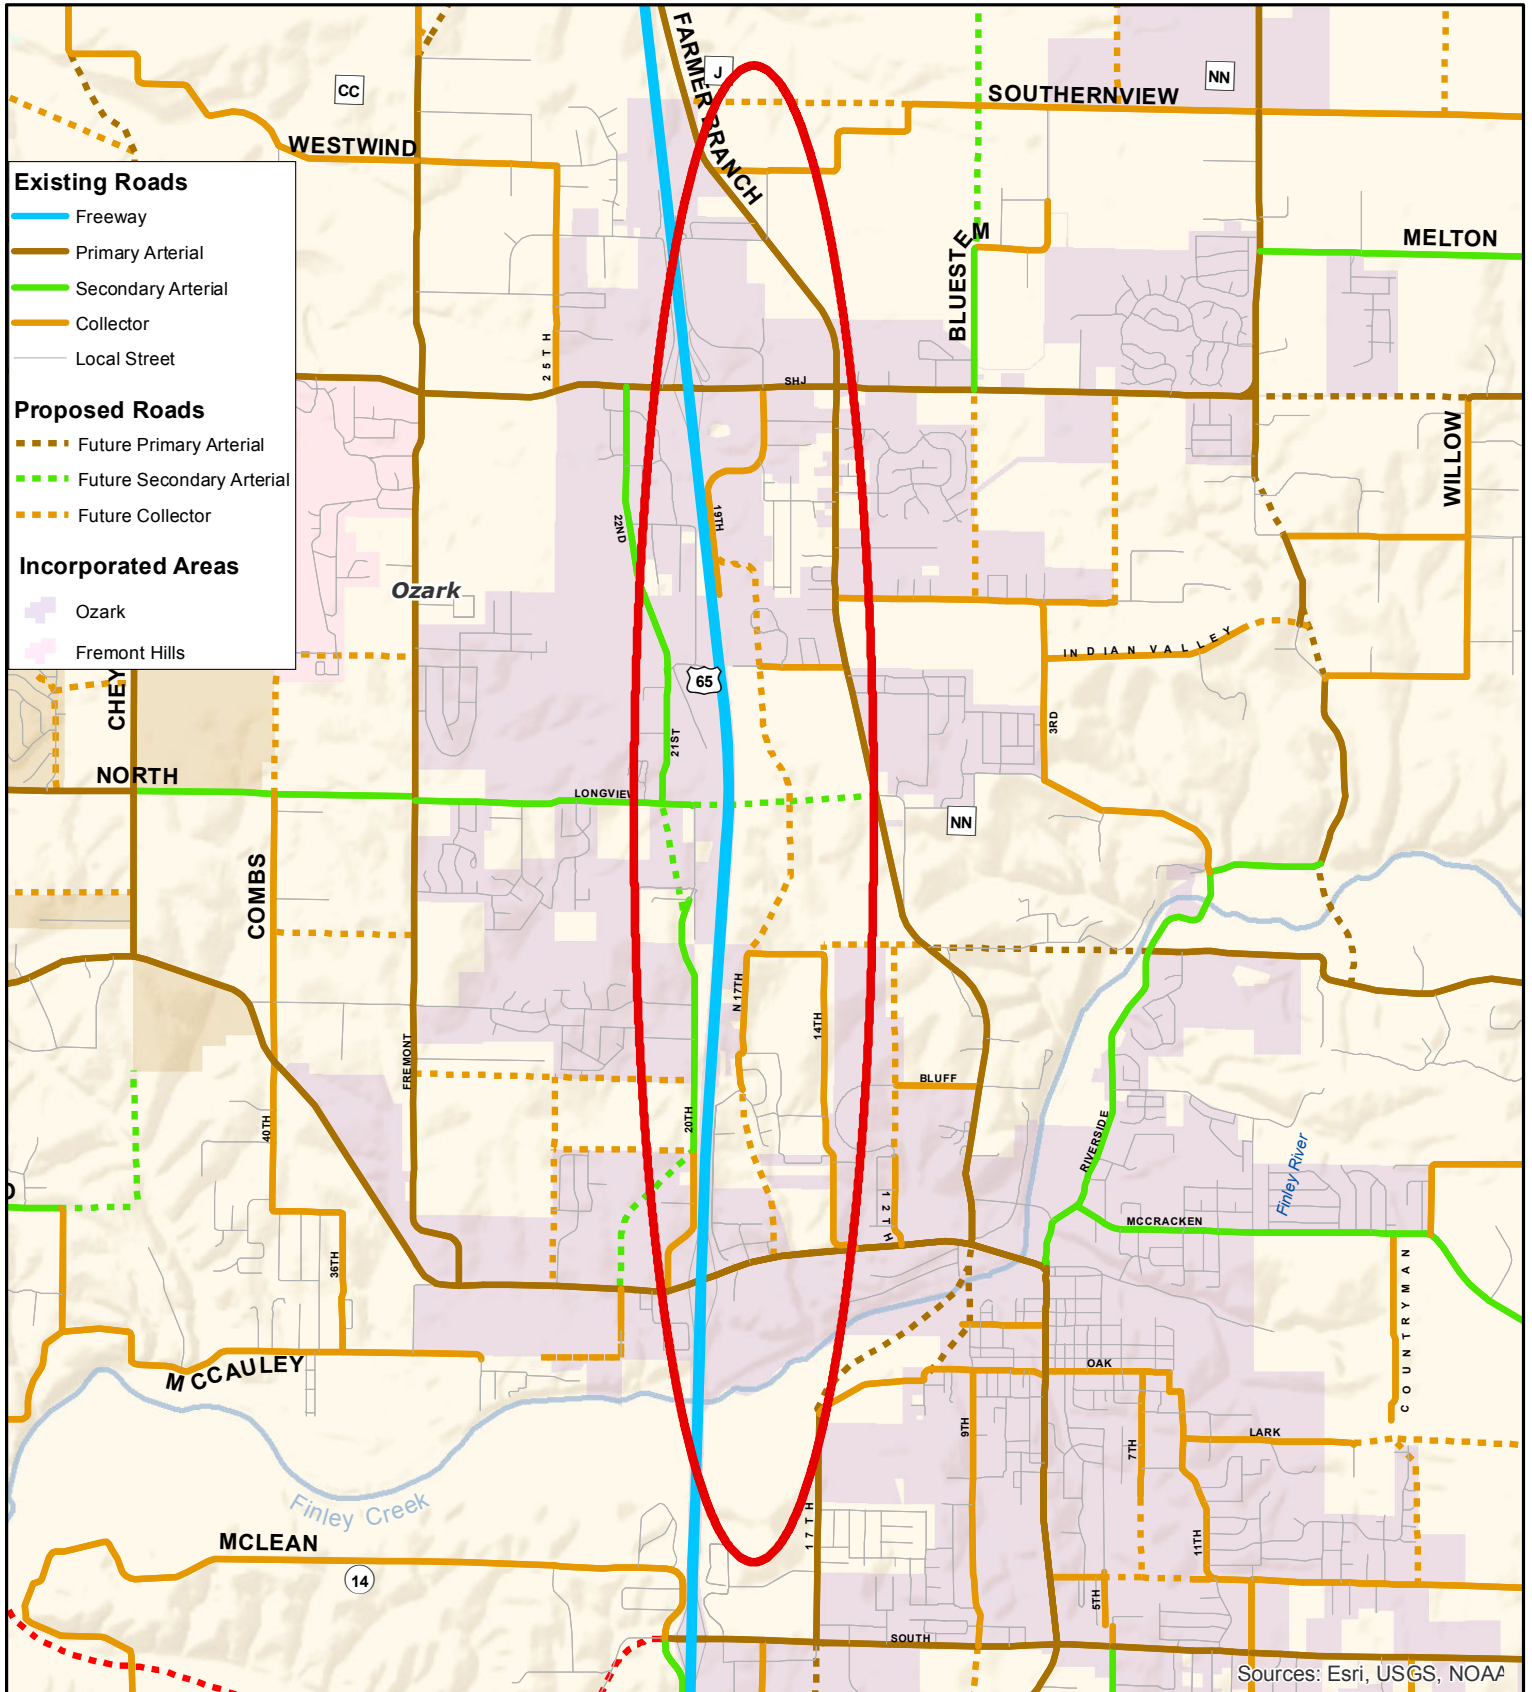 FARMER BRANCH
J
CC
NN
SOUTHERNVIEW
WESTWIND
Existing Roads
Freeway
Primary Arterial
Secondary Arterial
Collector
Local Street
Proposed Roads
Future Primary Arterial
Future Secondary Arterial
Future Collector
Incorporated Areas
Ozark
Fremont Hills
BLUESTEM
MELTON
25TH
SHJ
WILLOW
22ND
19TH
Ozark
INDIAN VALLEY
65
CHEY
3RD
21ST
NORTH
LONGVIEW
NN
COMBS
N 17TH
14TH
FREMONT
BLUFF
40TH
20TH
RIVERSIDE
Finley River
12TH
MCCRACKEN
36TH
COUNTRYMAN
MCCAULEY
OAK
9TH
7TH
LARK
Finley Creek
17TH
11TH
MCLEAN
14
5TH
SOUTH
Sources: Esri, USGS, NOAA